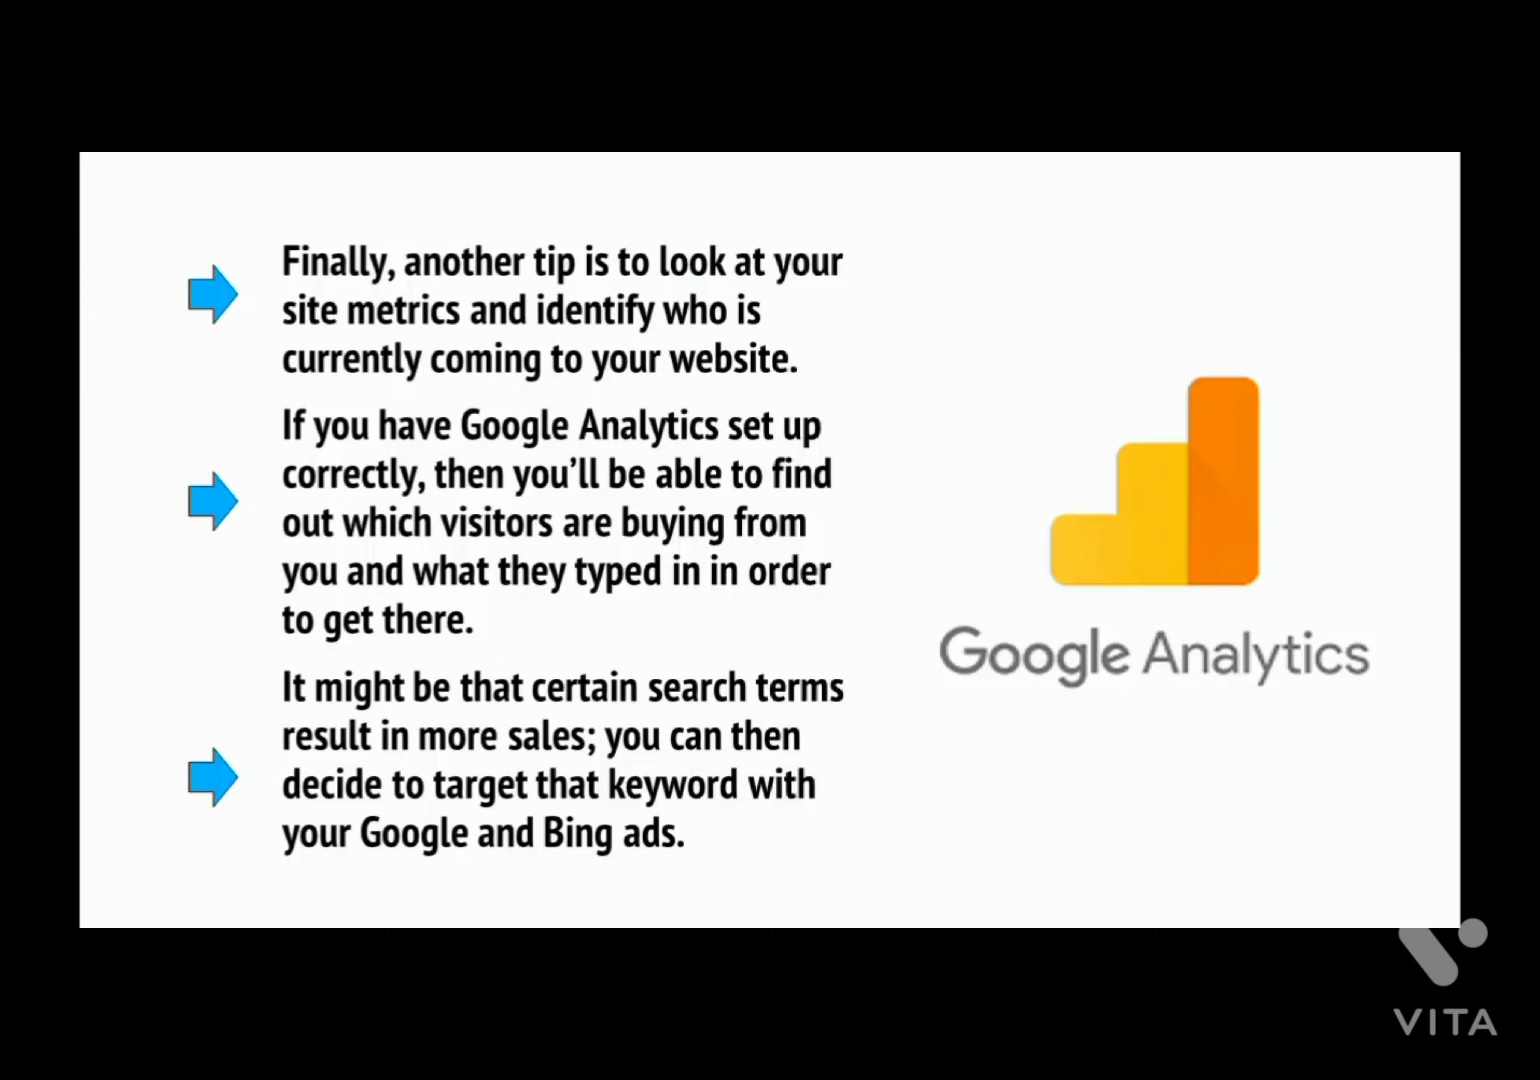 Finally, another tip is to look at your
site metrics and identify who is
currently coming to your website.
If you have Google Analytics set up
correctly, then you’ll be able to find
out which visitors are buying from
you and what they typed in in order
to get there.
It might be that certain search terms
result in more sales; you can then
decide to target that keyword with
your Google and Bing ads.
Google Analytics
VITA